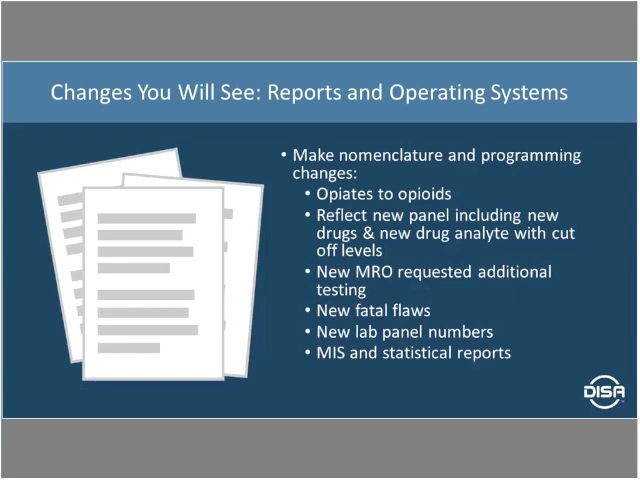 Changes You Will See: Reports and Operating Systems
• Make nomenclature and programming
changes:
• Opiates to opioids
• Reflect new panel including new
drugs & new drug analyte with cut
off levels
• New MRO requested additional
testing
• New fatal flaws
• New lab panel numbers
• MIS and statistical reports
DISA